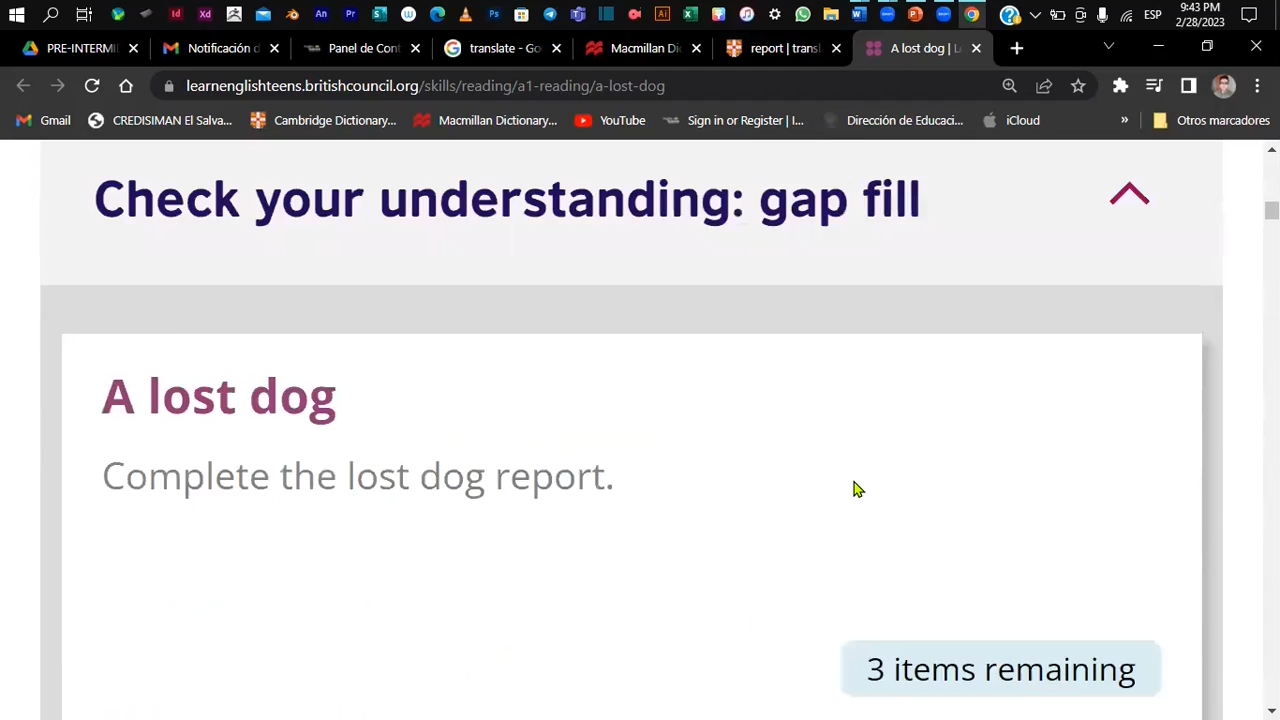 9:43 PM
ESP
2/28/2023
PRE-INTERMI
Notificación d
Panel de Cont
translate - Goo
Macmillan Dic
report | transl
A lost dog | Le
learnenglishteens.britishcouncil.org/skills/reading/a1-reading/a-lost-dog
Gmail
CREDISIMAN El Salva...
Cambridge Dictionary...
Macmillan Dictionary...
YouTube
Sign in or Register | I...
Dirección de Educaci...
iCloud
»
Otros marcadores
Check your understanding: gap fill
A lost dog
Complete the lost dog report.
3 items remaining